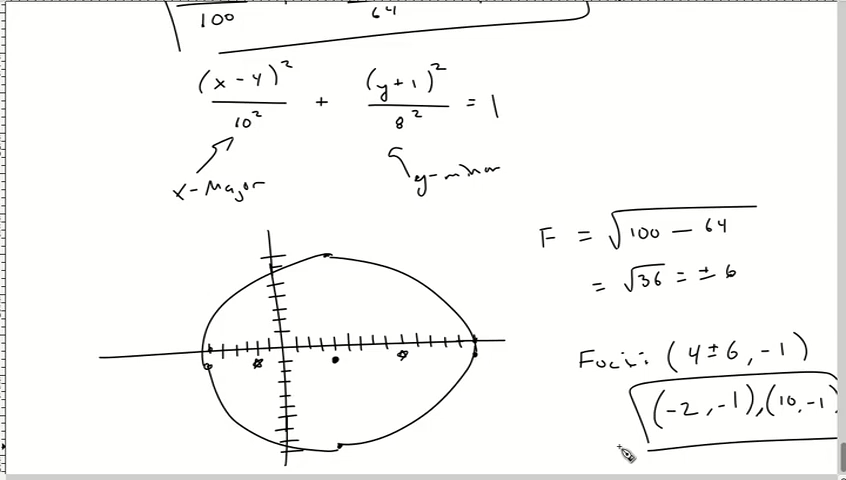 100 64
(x - 4)² / 10² + (y + 1)² / 8² = 1
x-Major
y-minor
F = √100 - 64
= √36 = ± 6
Foci: (4 ± 6, -1)
(-2, -1), (10, -1)